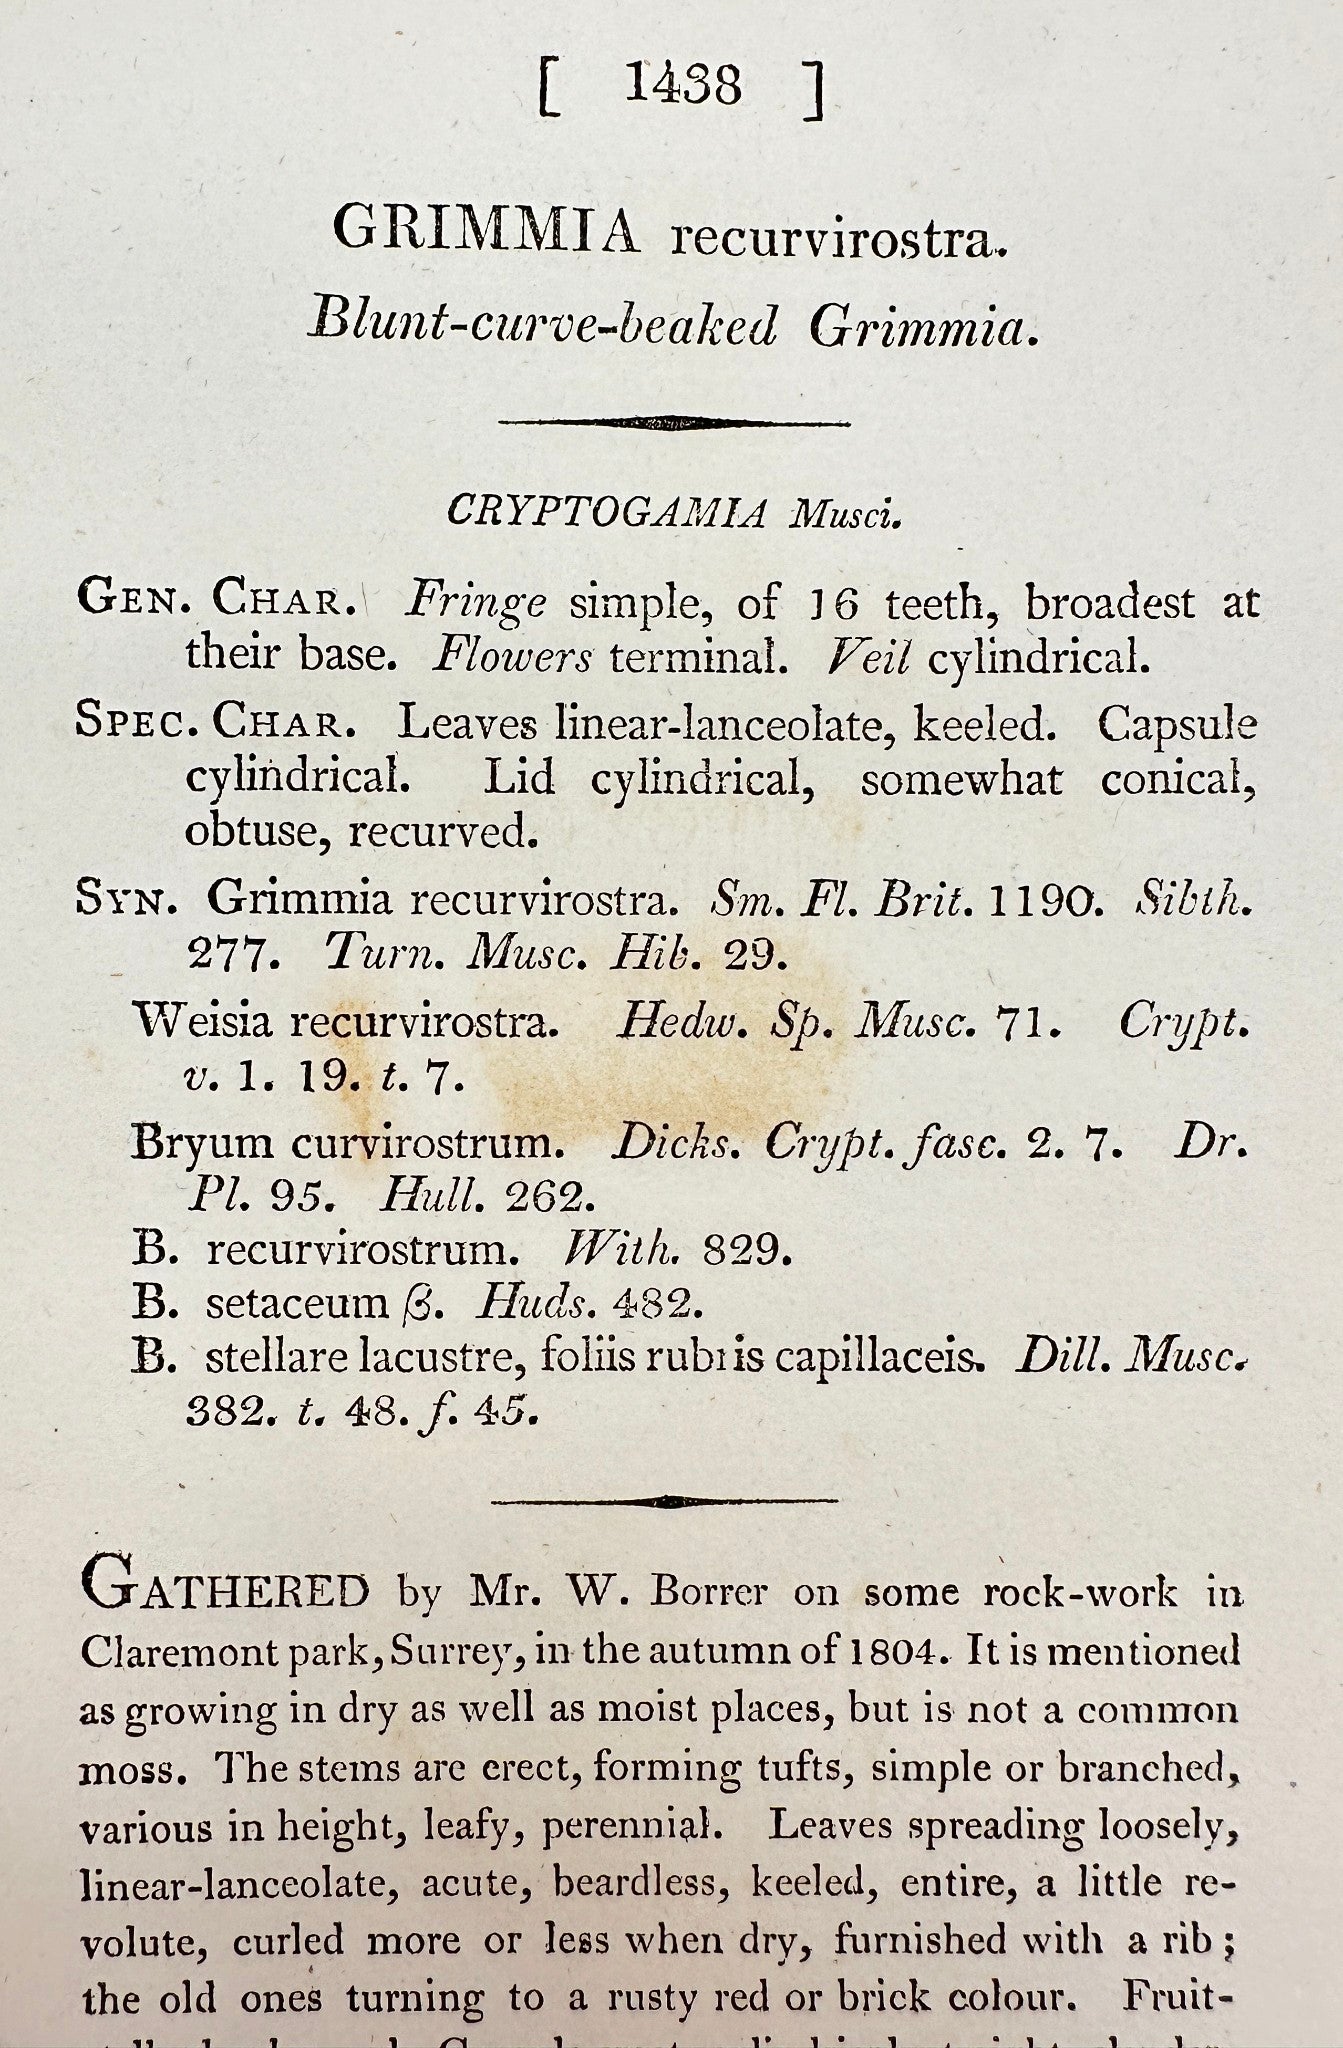 [ 1438 ]
GRIMMIA recurvirostra.
Blunt-curve-beaked Grimmia.
CRYPTOGAMIA Musci.
GEN. CHAR. Fringe simple, of 16 teeth, broadest at
their base. Flowers terminal. Veil cylindrical.
SPEC. CHAR. Leaves linear-lanceolate, keeled. Capsule
cylindrical. Lid cylindrical, somewhat conical,
obtuse, recurved.
SYN. Grimmia recurvirostra. Sm. Fl. Brit. 1190. Sibth.
277. Turn. Musc. Hib. 29.
Weisia recurvirostra. Hedw. Sp. Musc. 71. Crypt.
v. 1. 19. t. 7.
Bryum curvirostrum. Dicks. Crypt. fasc. 2. 7. Dr.
Pl. 95. Hull. 262.
B. recurvirostrum. With. 829.
B. setaceum β. Huds. 482.
B. stellare lacustre, foliis rubris capillaceis. Dill. Musc.
382. t. 48. f. 45.
GATHERED by Mr. W. Borrer on some rock-work in
Claremont park, Surrey, in the autumn of 1804. It is mentioned
as growing in dry as well as moist places, but is not a common
moss. The stems are erect, forming tufts, simple or branched,
various in height, leafy, perennial. Leaves spreading loosely,
linear-lanceolate, acute, beardless, keeled, entire, a little re-
volute, curled more or less when dry, furnished with a rib;
the old ones turning to a rusty red or brick colour. Fruit-